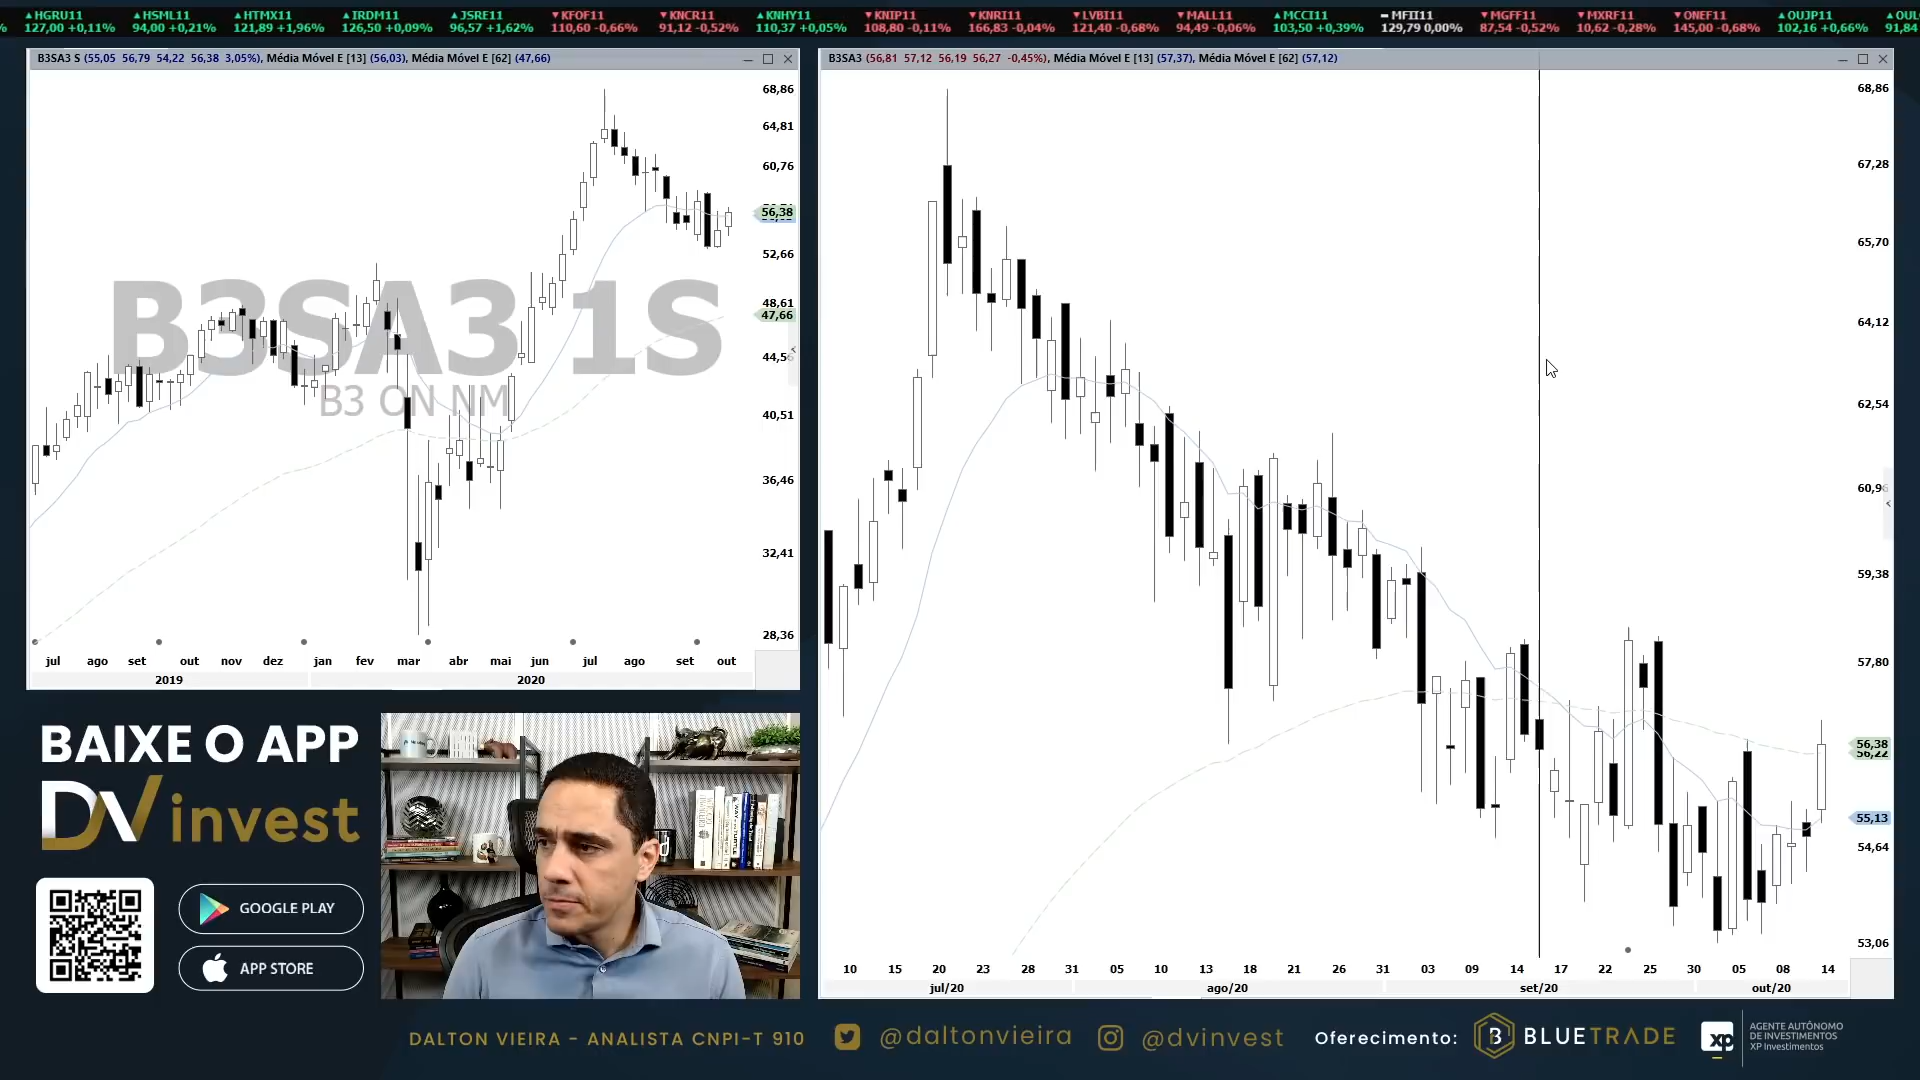 ▲HGRU11 ▲HSML11 ▲HTMX11 ▲IRDM11 ▲JSRE11 ▼KFOF11 ▼KNCR11 ▲KNHY11 ▼KNIP11 ▼KNRI11 ▼LVBI11 ▼MALL11 ▲MCCI11 ━MFII11 ▼MGFF11 ▼MXRF11 ▼ONEF11 ▲OUJP11
% 127,00 +0,11% 94,00 +0,21% 121,89 +1,96% 126,50 +0,09% 96,57 +1,62% 110,60 -0,66% 91,12 -0,52% 110,37 +0,05% 108,80 -0,11% 166,83 -0,04% 121,40 -0,68% 94,49 -0,06% 103,50 +0,39% 129,79 0,00% 87,54 -0,52% 10,62 -0,28% 145,00 -0,68% 102,16 +0,66% 91,84
B3SA3 S (55,05 56,79 54,22 56,38 3,05%), Média Móvel E [13] (56,03), Média Móvel E [62] (47,66)
68,86
64,81
60,76
56,38
52,66
48,61
47,66
44,56
40,51
36,46
32,41
28,36
B3SA3 1S
B3 ON NM
jul ago set out nov dez jan fev mar abr mai jun jul ago set out
2019 2020
B3SA3 (56,81 57,12 56,19 56,27 -0,45%), Média Móvel E [13] (57,37), Média Móvel E [62] (57,12)
68,86
67,28
65,70
64,12
62,54
60,96
59,38
57,80
56,38
56,22
55,13
54,64
53,06
10 15 20 23 28 31 05 10 13 18 21 26 31 03 09 14 17 22 25 30 05 08 14
jul/20 ago/20 set/20 out/20
BAIXE O APP
DV invest
GOOGLE PLAY
APP STORE
DALTON VIEIRA - ANALISTA CNPI-T 910 @daltonvieira @dvinvest Oferecimento: B BLUETRADE xp
AGENTE AUTÔNOMO
DE INVESTIMENTOS
XP Investimentos